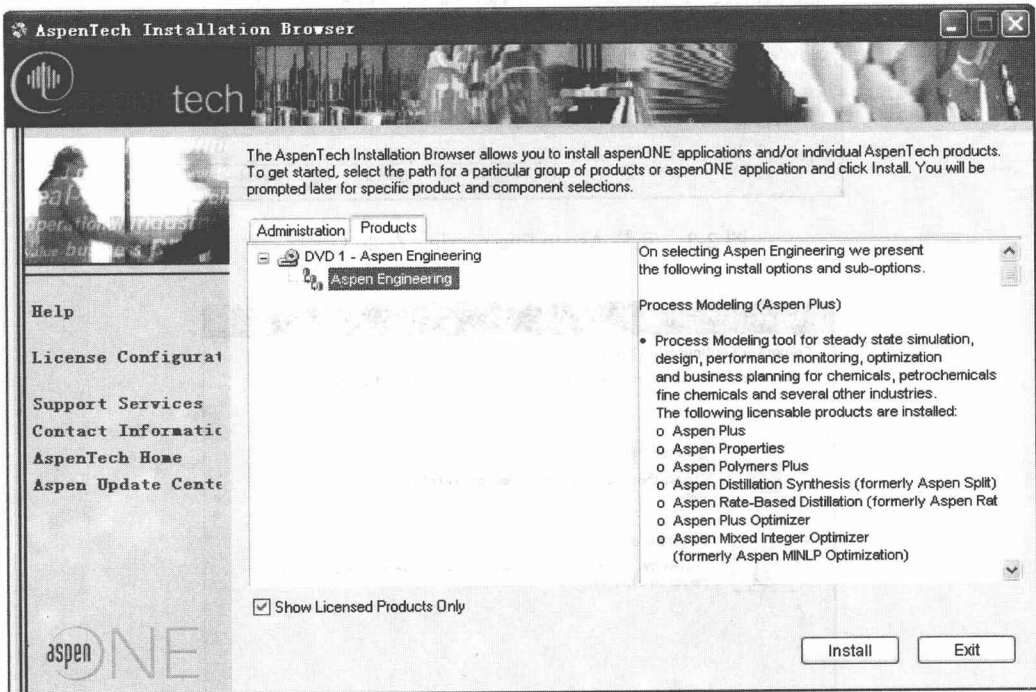 AspenTech Installation Browser
tech
The AspenTech Installation Browser allows you to install aspenONE applications and/or individual AspenTech products.
To get started, select the path for a particular group of products or aspenONE application and click Install. You will be
prompted later for specific product and component selections.
Administration Products
DVD 1 - Aspen Engineering
Aspen Engineering
On selecting Aspen Engineering we present
the following install options and sub-options.
Process Modeling (Aspen Plus)
• Process Modeling tool for steady state simulation,
design, performance monitoring, optimization
and business planning for chemicals, petrochemicals
fine chemicals and several other industries.
The following licensable products are installed:
o Aspen Plus
o Aspen Properties
o Aspen Polymers Plus
o Aspen Distillation Synthesis (formerly Aspen Split)
o Aspen Rate-Based Distillation (formerly Aspen Rat
o Aspen Plus Optimizer
o Aspen Mixed Integer Optimizer
(formerly Aspen MINLP Optimization)
Help
License Configurat
Support Services
Contact Informatic
AspenTech Home
Aspen Update Cente
Show Licensed Products Only
aspen ONE
Install Exit